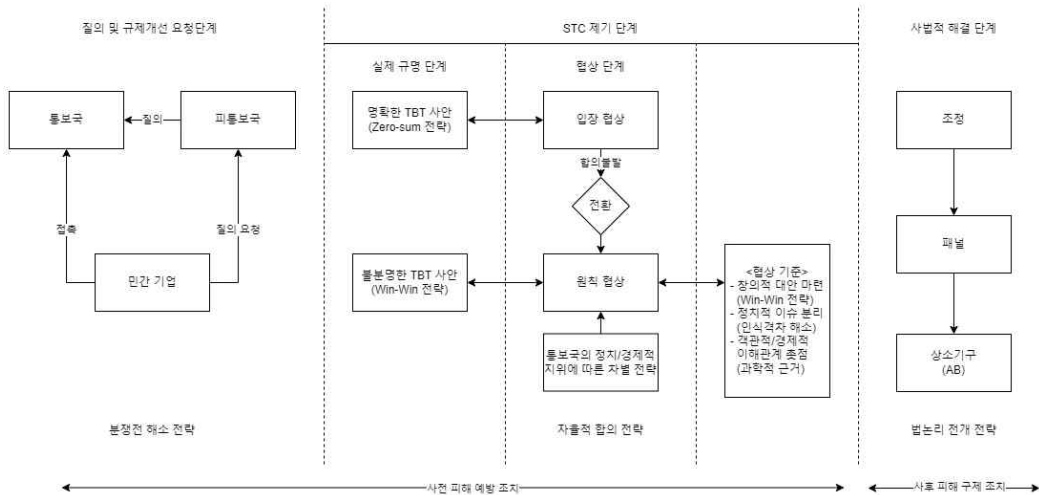 질의 및 규제개선 요청단계
STC 제기 단계
사법적 해결 단계
실제 규명 단계
협상 단계
통보국
질의
피통보국
명확한 TBT 사안
(Zero-sum 전략)
입장 협상
조정
합의불발
전환
접촉
질의 요청
패널
민간 기업
불분명한 TBT 사안
(Win-Win 전략)
원칙 협상
<협상 기준>
- 창의적 대안 마련
(Win-Win 전략)
- 정치적 이슈 분리
(인식격차 해소)
- 객관적/경제적
이해관계 촛점
(과학적 근거)
통보국의 정치/경제적
지위에 따른 차별 전략
상소기구
(AB)
분쟁전 해소 전략
자율적 합의 전략
법논리 전개 전략
사전 피해 예방 조치
사후 피해 구제 조치